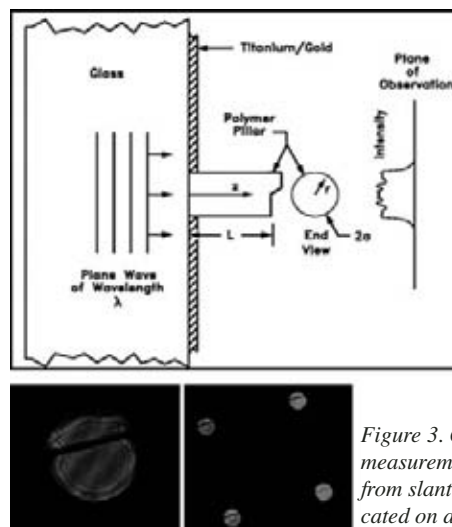 Titanium/Gold
Glass
Plane
of
Observation
Polymer
Pillar
Intensity
z
r
L
End
View
2a
Plane Wave
of Wavelength
λ
Figure 3.
measurem
from slant
cated on a